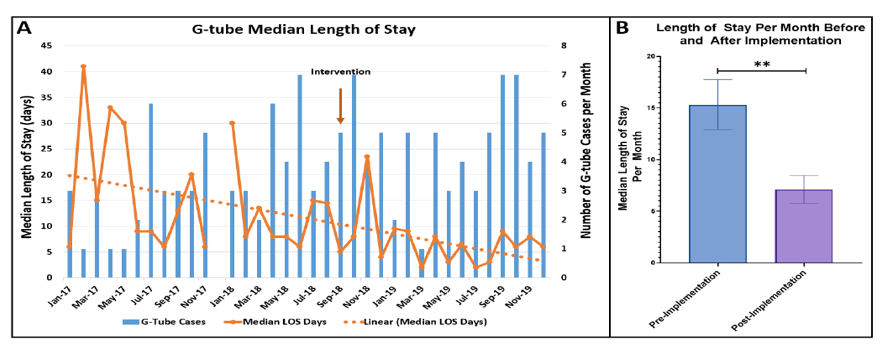 A
G-tube Median Length of Stay
Median Length of Stay (days)
45
40
35
30
25
20
15
10
5
0
Intervention
8
7
6
5
4
3
2
1
0
Number of G-tube Cases per Month
Jan-17
Mar-17
May-17
Jul-17
Sep-17
Nov-17
Jan-18
Mar-18
May-18
Jul-18
Sep-18
Nov-18
Jan-19
Mar-19
May-19
Jul-19
Sep-19
Nov-19
G-Tube Cases
Median LOS Days
Linear (Median LOS Days)
B
Length of Stay Per Month Before
and After Implementation
Median Length of Stay
Per Month
20
15
10
5
0
**
Pre-Implementation
Post-Implementation